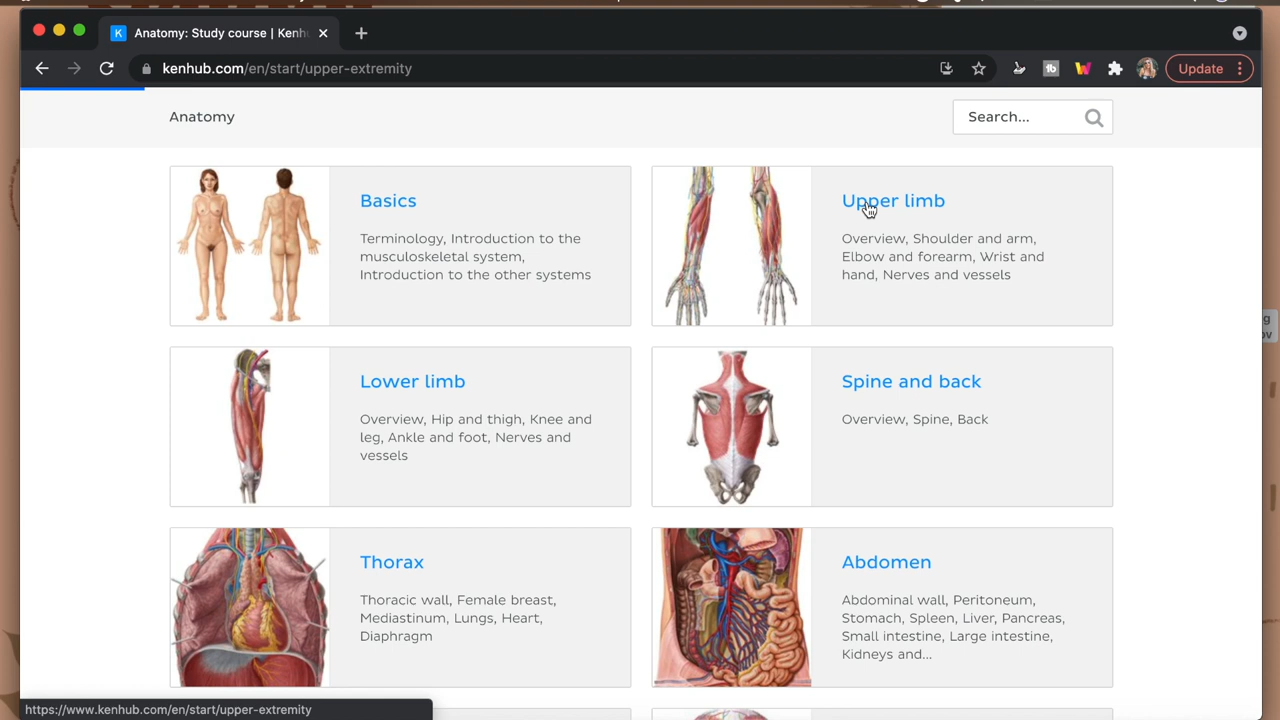 Anatomy: Study course | Kenh
kenhub.com/en/start/upper-extremity
Update
Anatomy
Search...
Basics
Terminology, Introduction to the
musculoskeletal system,
Introduction to the other systems
Upper limb
Overview, Shoulder and arm,
Elbow and forearm, Wrist and
hand, Nerves and vessels
Lower limb
Overview, Hip and thigh, Knee and
leg, Ankle and foot, Nerves and
vessels
Spine and back
Overview, Spine, Back
Thorax
Thoracic wall, Female breast,
Mediastinum, Lungs, Heart,
Diaphragm
Abdomen
Abdominal wall, Peritoneum,
Stomach, Spleen, Liver, Pancreas,
Small intestine, Large intestine,
Kidneys and...
https://www.kenhub.com/en/start/upper-extremity